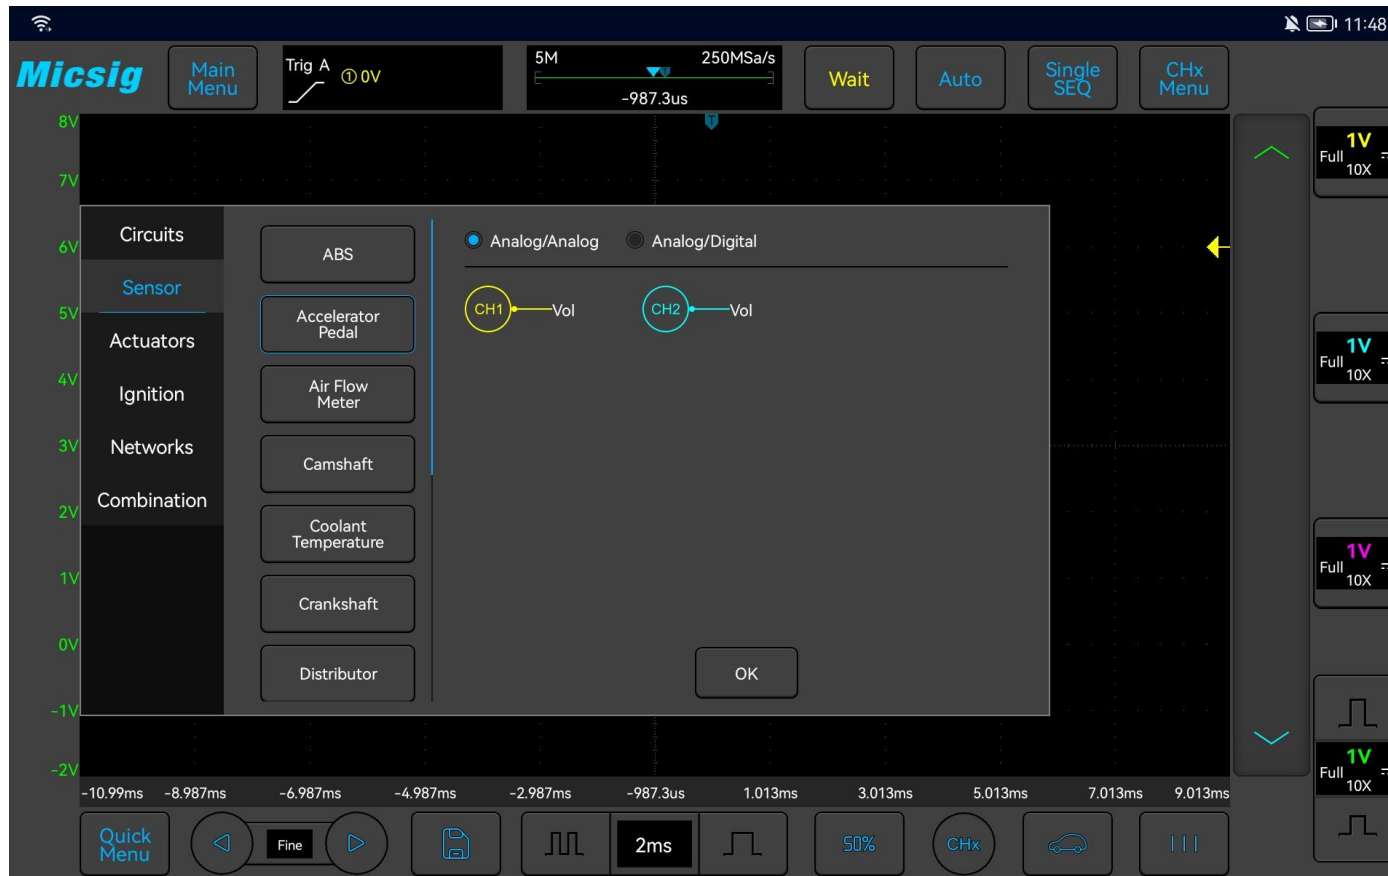 11:48
Micsig
Main
Menu
Trig A
① 0V
5M
250MSa/s
-987.3us
Wait
Auto
Single
SEQ
CHx
Menu
8V
7V
6V
5V
4V
3V
2V
1V
0V
-1V
-2V
T
Circuits
Sensor
Actuators
Ignition
Networks
Combination
ABS
Accelerator
Pedal
Air Flow
Meter
Camshaft
Coolant
Temperature
Crankshaft
Distributor
Analog/Analog
Analog/Digital
CH1
Vol
CH2
Vol
OK
1V
Full
10X
1V
Full
10X
1V
Full
10X
1V
Full
10X
-10.99ms
-8.987ms
-6.987ms
-4.987ms
-2.987ms
-987.3us
1.013ms
3.013ms
5.013ms
7.013ms
9.013ms
Quick
Menu
Fine
2ms
50%
CHx